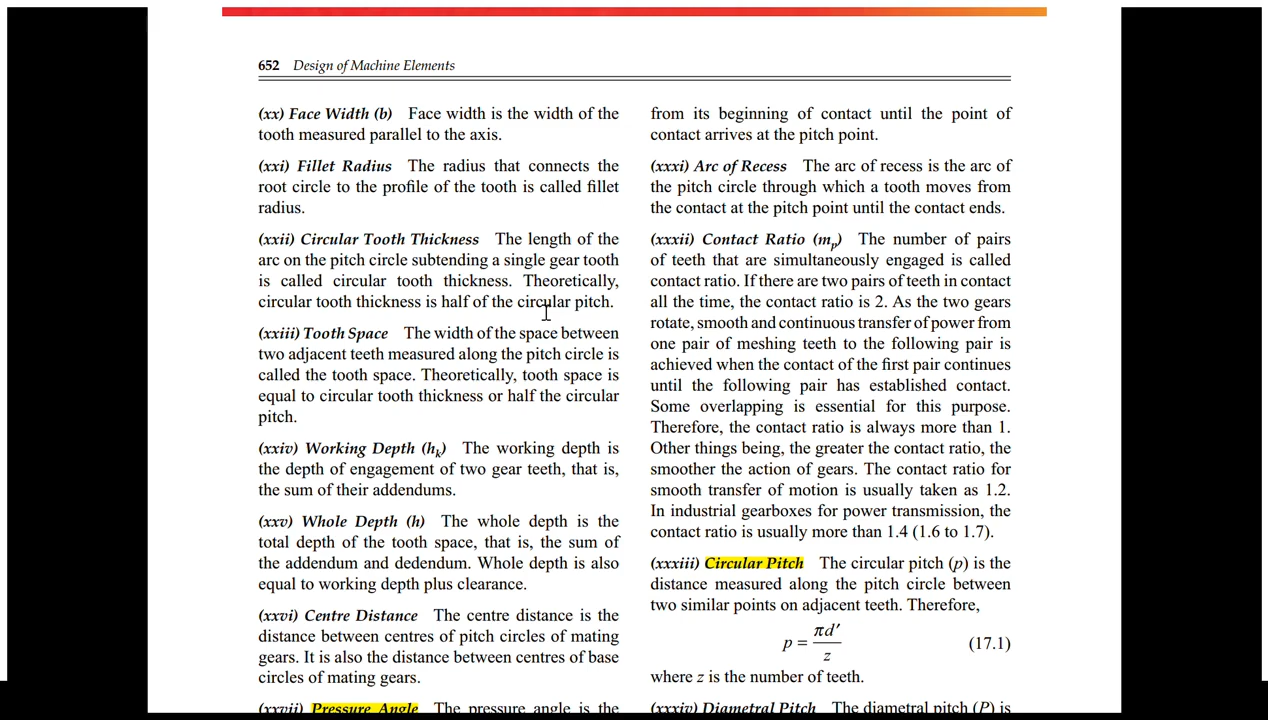 652 Design of Machine Elements
(xx) Face Width (b) Face width is the width of the
tooth measured parallel to the axis.
(xxi) Fillet Radius The radius that connects the
root circle to the profile of the tooth is called fillet
radius.
(xxii) Circular Tooth Thickness The length of the
arc on the pitch circle subtending a single gear tooth
is called circular tooth thickness. Theoretically,
circular tooth thickness is half of the circular pitch.
(xxiii) Tooth Space The width of the space between
two adjacent teeth measured along the pitch circle is
called the tooth space. Theoretically, tooth space is
equal to circular tooth thickness or half the circular
pitch.
(xxiv) Working Depth (hk) The working depth is
the depth of engagement of two gear teeth, that is,
the sum of their addendums.
(xxv) Whole Depth (h) The whole depth is the
total depth of the tooth space, that is, the sum of
the addendum and dedendum. Whole depth is also
equal to working depth plus clearance.
(xxvi) Centre Distance The centre distance is the
distance between centres of pitch circles of mating
gears. It is also the distance between centres of base
circles of mating gears.
(xxvii) Pressure Angle The pressure angle is the
from its beginning of contact until the point of
contact arrives at the pitch point.
(xxxi) Arc of Recess The arc of recess is the arc of
the pitch circle through which a tooth moves from
the contact at the pitch point until the contact ends.
(xxxii) Contact Ratio (mp) The number of pairs
of teeth that are simultaneously engaged is called
contact ratio. If there are two pairs of teeth in contact
all the time, the contact ratio is 2. As the two gears
rotate, smooth and continuous transfer of power from
one pair of meshing teeth to the following pair is
achieved when the contact of the first pair continues
until the following pair has established contact.
Some overlapping is essential for this purpose.
Therefore, the contact ratio is always more than 1.
Other things being, the greater the contact ratio, the
smoother the action of gears. The contact ratio for
smooth transfer of motion is usually taken as 1.2.
In industrial gearboxes for power transmission, the
contact ratio is usually more than 1.4 (1.6 to 1.7).
(xxxiii) Circular Pitch The circular pitch (p) is the
distance measured along the pitch circle between
two similar points on adjacent teeth. Therefore,
p = πd′/z (17.1)
where z is the number of teeth.
(xxxiv) Diametral Pitch The diametral pitch (P) is